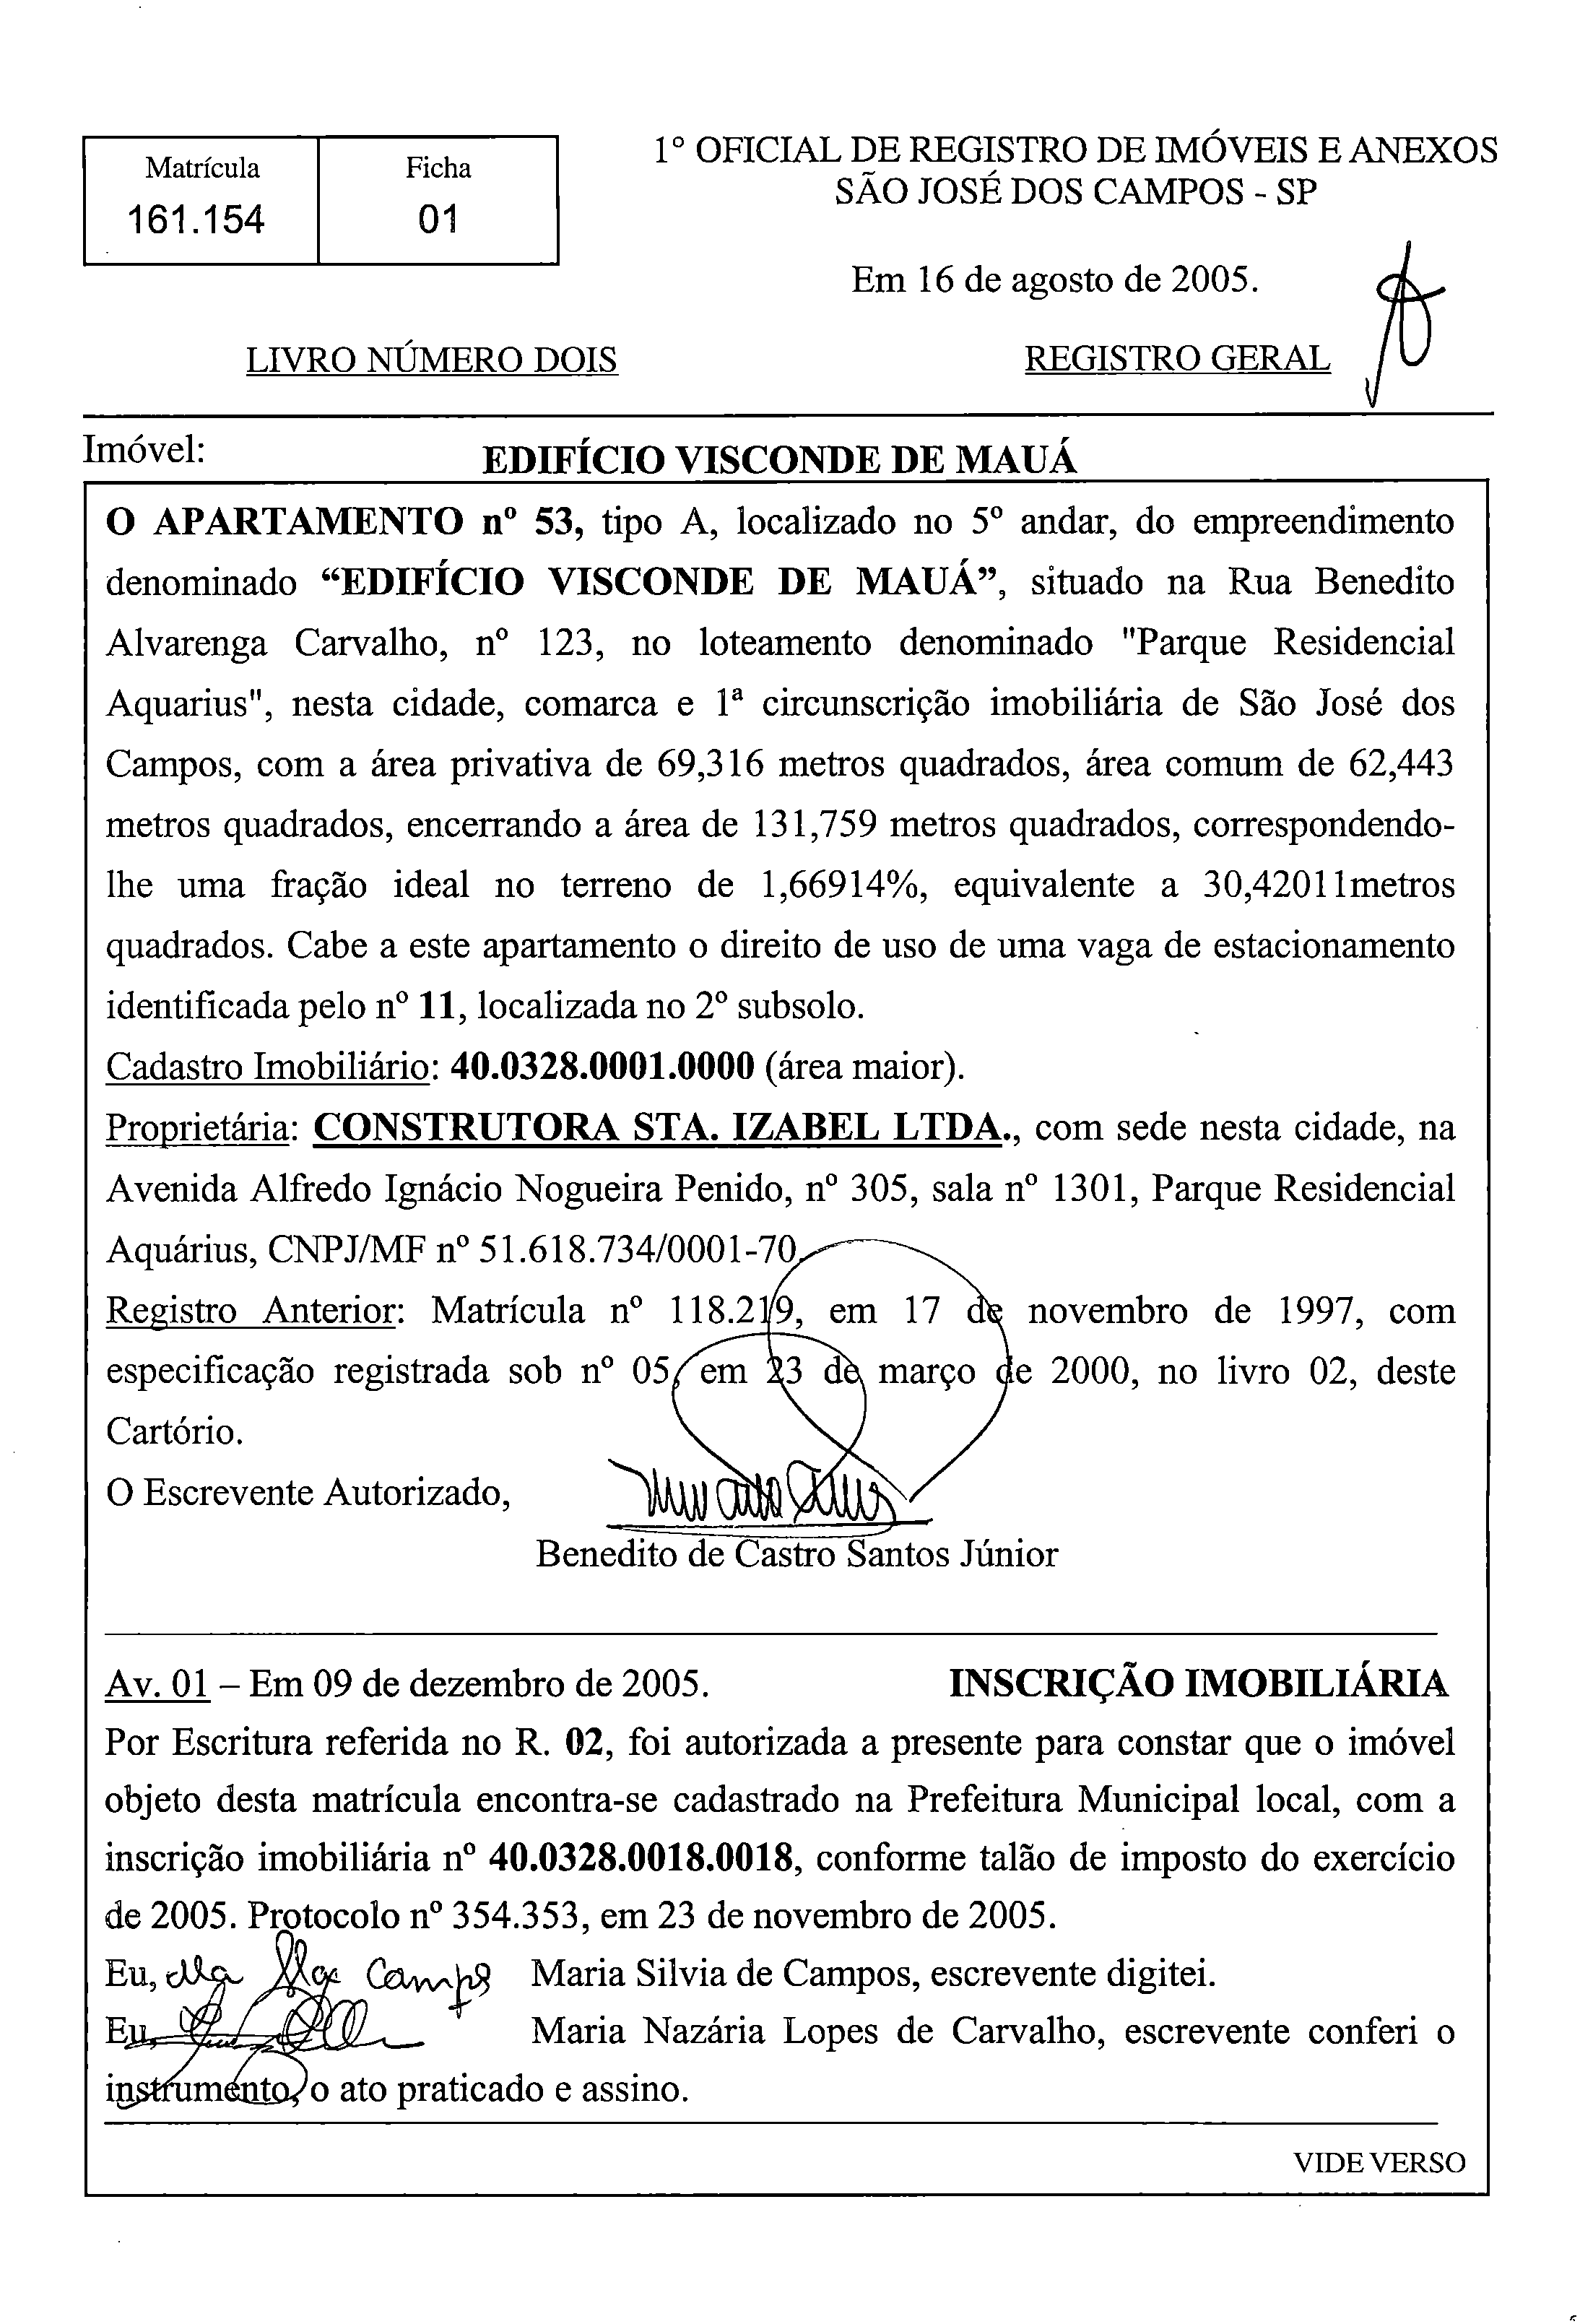 Matrícula
161.154
Ficha
01
1º OFICIAL DE REGISTRO DE IMÓVEIS E ANEXOS
SÃO JOSÉ DOS CAMPOS - SP
Em 16 de agosto de 2005.
LIVRO NÚMERO DOIS
REGISTRO GERAL
Imóvel:
EDIFÍCIO VISCONDE DE MAUÁ
O APARTAMENTO nº 53, tipo A, localizado no 5º andar, do empreendimento
denominado “EDIFÍCIO VISCONDE DE MAUÁ”, situado na Rua Benedito
Alvarenga Carvalho, nº 123, no loteamento denominado "Parque Residencial
Aquarius", nesta cidade, comarca e 1ª circunscrição imobiliária de São José dos
Campos, com a área privativa de 69,316 metros quadrados, área comum de 62,443
metros quadrados, encerrando a área de 131,759 metros quadrados, correspondendo-
lhe uma fração ideal no terreno de 1,66914%, equivalente a 30,42011metros
quadrados. Cabe a este apartamento o direito de uso de uma vaga de estacionamento
identificada pelo nº 11, localizada no 2º subsolo.
Cadastro Imobiliário: 40.0328.0001.0000 (área maior).
Proprietária: CONSTRUTORA STA. IZABEL LTDA., com sede nesta cidade, na
Avenida Alfredo Ignácio Nogueira Penido, nº 305, sala nº 1301, Parque Residencial
Aquárius, CNPJ/MF nº 51.618.734/0001-70.
Registro Anterior: Matrícula nº 118.219, em 17 de novembro de 1997, com
especificação registrada sob nº 05, em 23 de março de 2000, no livro 02, deste
Cartório.
O Escrevente Autorizado,
Benedito de Castro Santos Júnior
Av. 01 – Em 09 de dezembro de 2005.
INSCRIÇÃO IMOBILIÁRIA
Por Escritura referida no R. 02, foi autorizada a presente para constar que o imóvel
objeto desta matrícula encontra-se cadastrado na Prefeitura Municipal local, com a
inscrição imobiliária nº 40.0328.0018.0018, conforme talão de imposto do exercício
de 2005. Protocolo nº 354.353, em 23 de novembro de 2005.
Eu, Campos Maria Silvia de Campos, escrevente digitei.
Eu, Maria Nazária Lopes de Carvalho, escrevente conferi o
instrumento, o ato praticado e assino.
VIDE VERSO